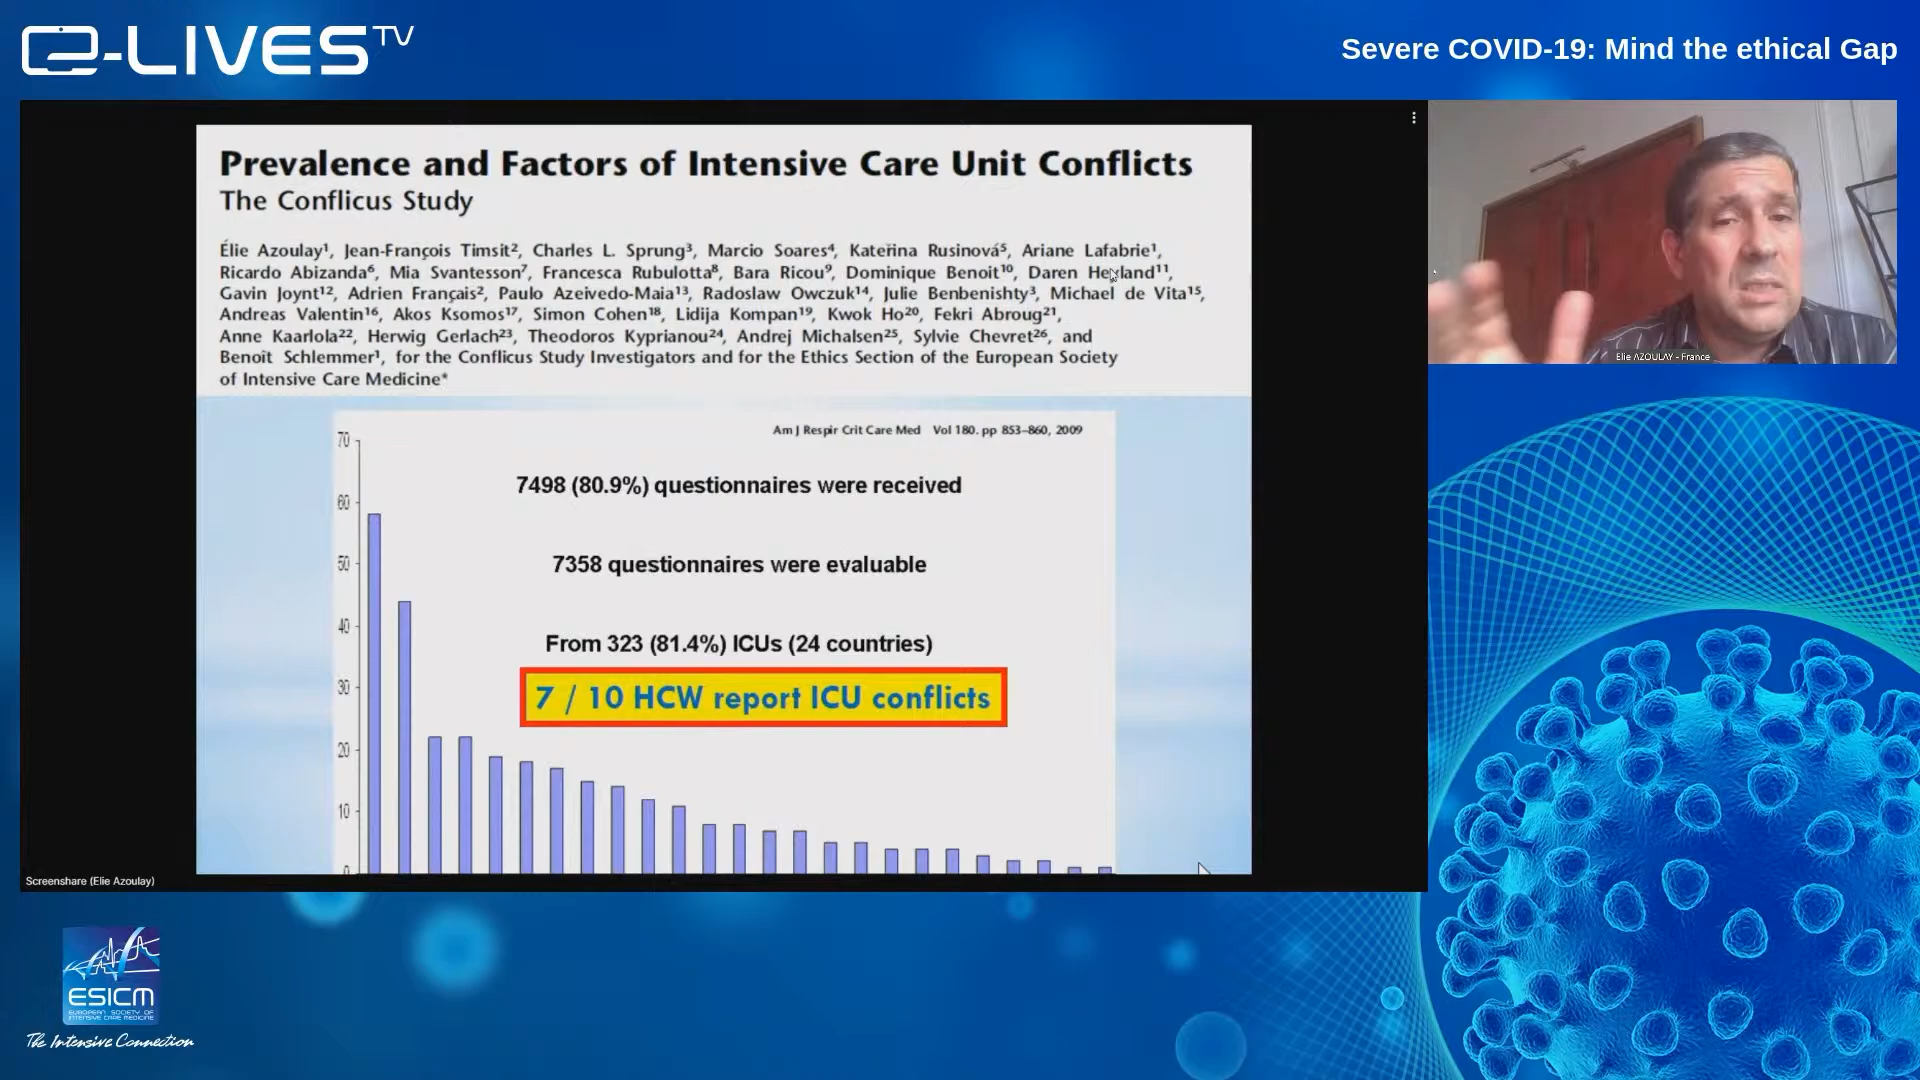 e-LIVES TV
Severe COVID-19: Mind the ethical Gap
Prevalence and Factors of Intensive Care Unit Conflicts
The Conflicus Study
Élie Azoulay¹, Jean-François Timsit², Charles L. Sprung³, Marcio Soares⁴, Kateřina Rusinová⁵, Ariane Lafabrie¹,
Ricardo Abizanda⁶, Mia Svantesson⁷, Francesca Rubulotta⁸, Bara Ricou⁹, Dominique Benoit¹⁰, Daren Heyland¹¹,
Gavin Joynt¹², Adrien Français², Paulo Azeivedo-Maia¹³, Radoslaw Owczuk¹⁴, Julie Benbenishty³, Michael de Vita¹⁵,
Andreas Valentin¹⁶, Akos Ksomos¹⁷, Simon Cohen¹⁸, Lidija Kompan¹⁹, Kwok Ho²⁰, Fekri Abroug²¹,
Anne Kaarlola²², Herwig Gerlach²³, Theodoros Kyprianou²⁴, Andrej Michalsen²⁵, Sylvie Chevret²⁶, and
Benoît Schlemmer¹, for the Conflicus Study Investigators and for the Ethics Section of the European Society
of Intensive Care Medicine*
Am J Respir Crit Care Med Vol 180. pp 853–860, 2009
70
7498 (80.9%) questionnaires were received
60
50
7358 questionnaires were evaluable
40
From 323 (81.4%) ICUs (24 countries)
30
7 / 10 HCW report ICU conflicts
20
10
0
Elie AZOULAY - France
Screenshare (Elie Azoulay)
ESICM
EUROPEAN SOCIETY OF
INTENSIVE CARE MEDICINE
The Intensive Connection